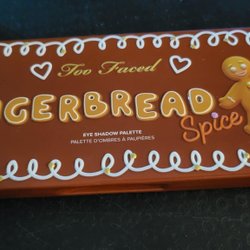 Too Faced
GERBREAD
Spice
EYE SHADOW PALETTE
PALETTE D'OMBRES À PAUPIÈRES